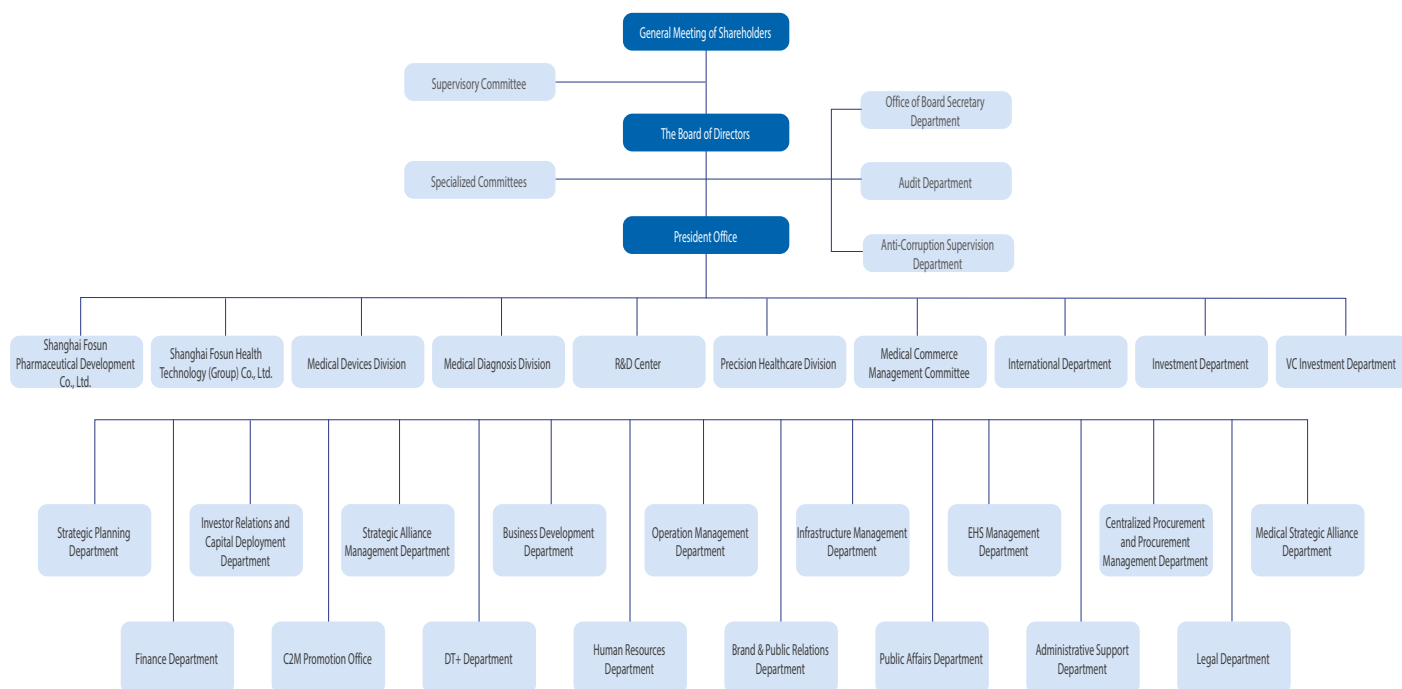 General Meeting of Shareholders
Supervisory Committee
Office of Board Secretary
Department
The Board of Directors
Specialized Committees
Audit Department
President Office
Anti-Corruption Supervision
Department
Shanghai Fosun
Pharmaceutical Development
Co., Ltd.
Shanghai Fosun Health
Technology (Group) Co., Ltd.
Medical Devices Division
Medical Diagnosis Division
R&D Center
Precision Healthcare Division
Medical Commerce
Management Committee
International Department
Investment Department
VC Investment Department
Strategic Planning
Department
Investor Relations and
Capital Deployment
Department
Strategic Alliance
Management Department
Business Development
Department
Operation Management
Department
Infrastructure Management
Department
EHS Management
Department
Centralized Procurement
and Procurement
Management Department
Medical Strategic Alliance
Department
Finance Department
C2M Promotion Office
DT+ Department
Human Resources
Department
Brand & Public Relations
Department
Public Affairs Department
Administrative Support
Department
Legal Department